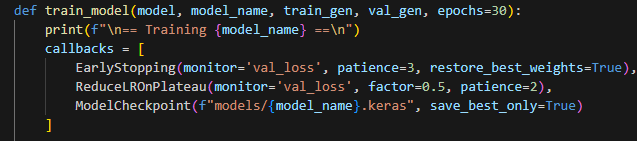 def train_model(model, model_name, train_gen, val_gen, epochs=30):
    print(f"\n== Training {model_name} ==\n")
    callbacks = [
        EarlyStopping(monitor='val_loss', patience=3, restore_best_weights=True),
        ReduceLROnPlateau(monitor='val_loss', factor=0.5, patience=2),
        ModelCheckpoint(f"models/{model_name}.keras", save_best_only=True)
    ]